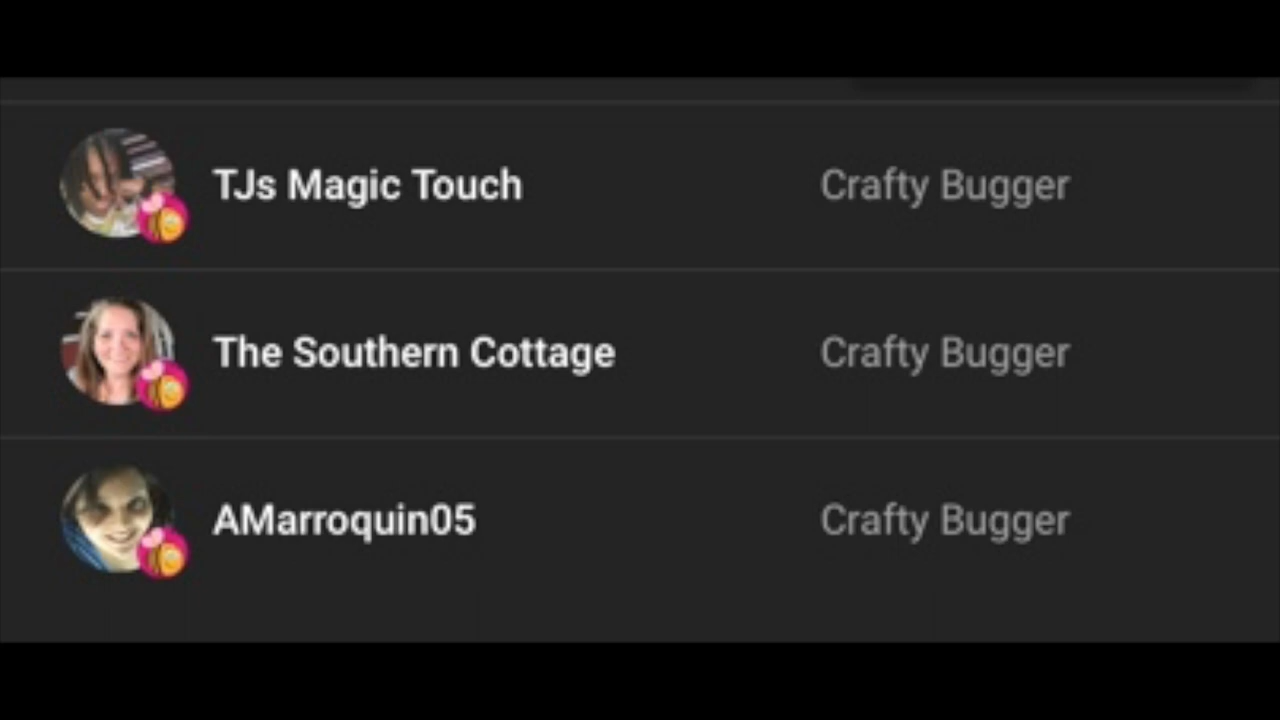 TJs Magic Touch Crafty Bugger
The Southern Cottage Crafty Bugger
AMarroquin05 Crafty Bugger